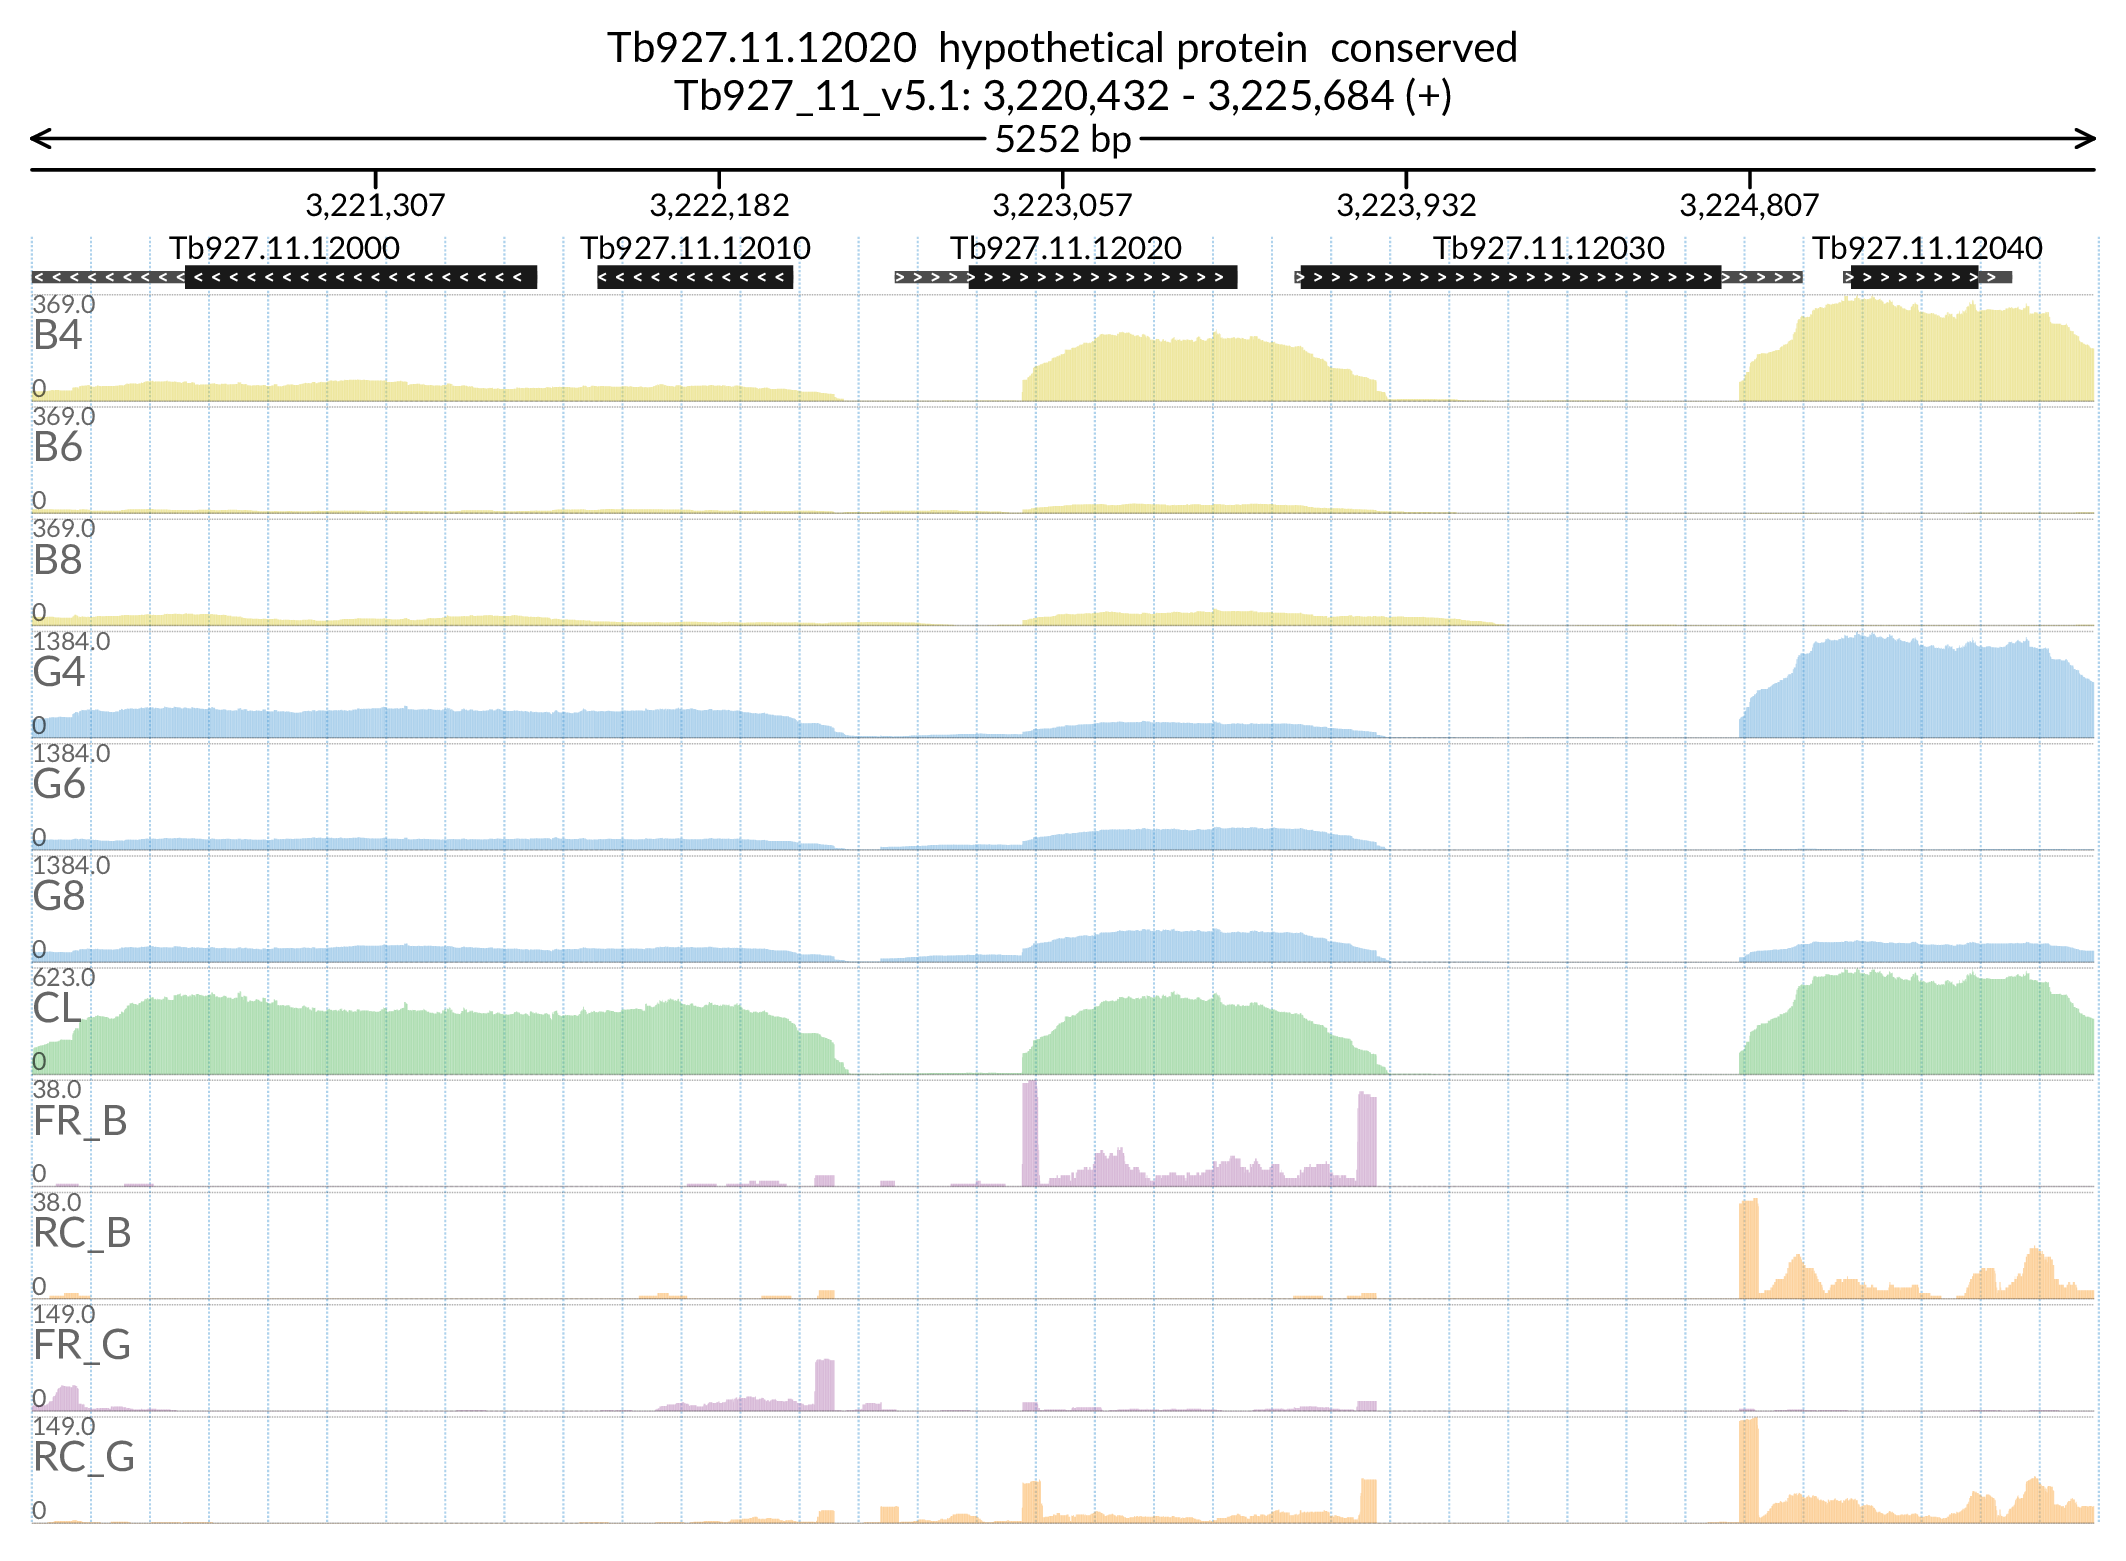 Tb927.11.12020 hypothetical protein conserved
Tb927_11_v5.1: 3,220,432 - 3,225,684 (+)
5252 bp
3,221,307 3,222,182 3,223,057 3,223,932 3,224,807
Tb927.11.12000 Tb927.11.12010 Tb927.11.12020 Tb927.11.12030 Tb927.11.12040
369.0
B4
0
369.0
B6
0
369.0
B8
0
1384.0
G4
0
1384.0
G6
0
1384.0
G8
0
623.0
CL
0
38.0
FR_B
0
38.0
RC_B
0
149.0
FR_G
0
149.0
RC_G
0